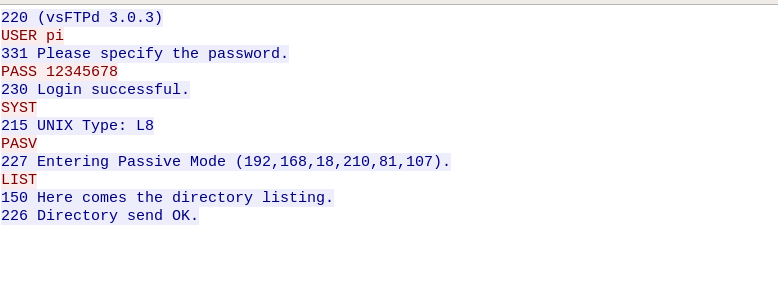 220 (vsFTPd 3.0.3)
USER pi
331 Please specify the password.
PASS 12345678
230 Login successful.
SYST
215 UNIX Type: L8
PASV
227 Entering Passive Mode (192,168,18,210,81,107).
LIST
150 Here comes the directory listing.
226 Directory send OK.